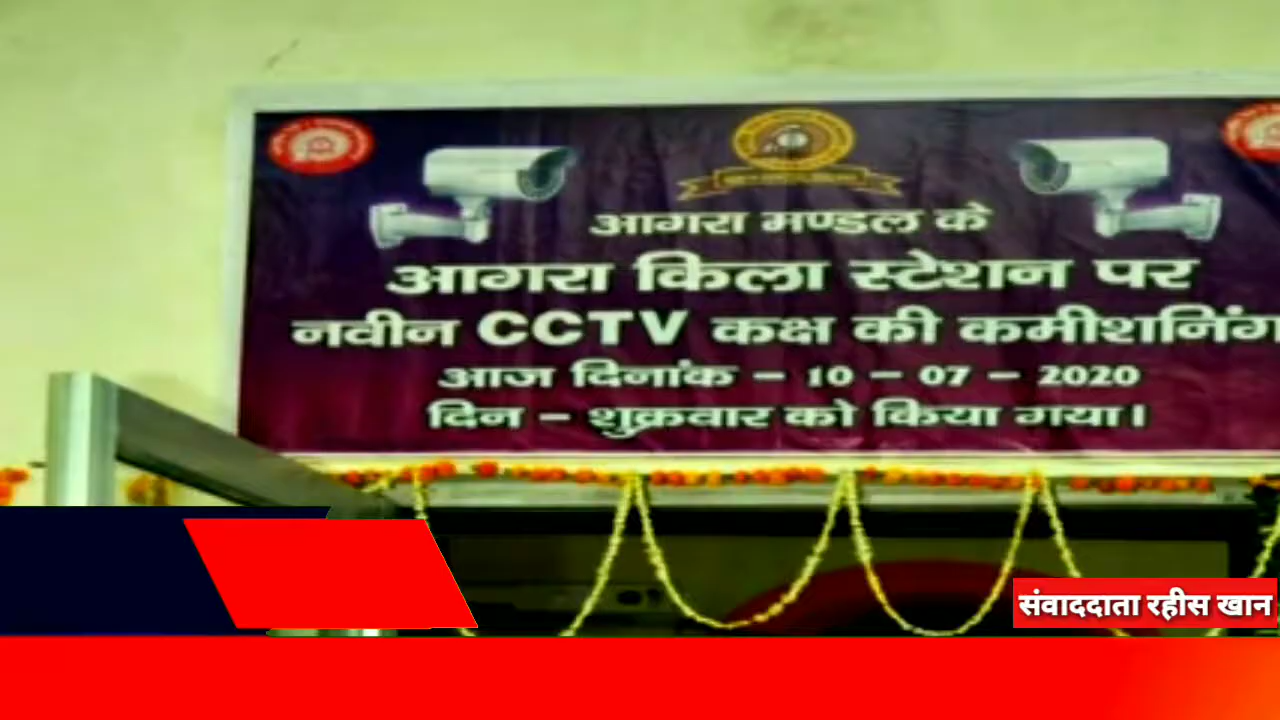 आगरा मण्डल के
आगरा किला स्टेशन पर
नवीन CCTV कक्ष की कमीशनिंग
आज दिनांक – 10 – 07 – 2020
दिन – शुक्रवार को किया गया।
संवाददाता रहीस खान